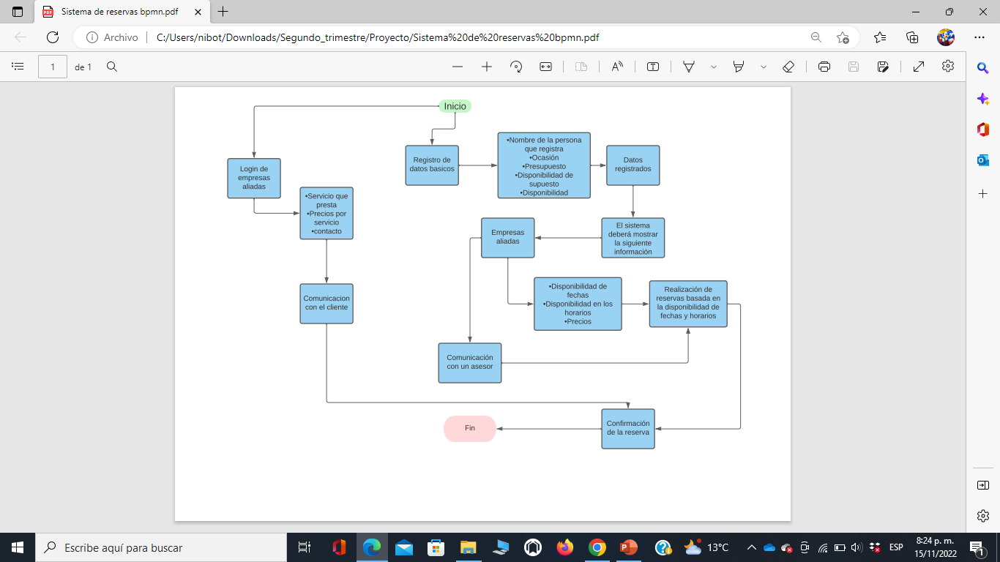 Sistema de reservas bpmn.pdf
Archivo
C:/Users/nibot/Downloads/Segundo_trimestre/Proyecto/Sistema%20de%20reservas%20bpmn.pdf
1
de 1
Inicio
Login de
empresas
aliadas
•Servicio que
presta
•Precios por
servicio
•contacto
Comunicacion
con el cliente
Registro de
datos basicos
•Nombre de la persona
que registra
•Ocasión
•Presupuesto
•Disponibilidad de
supuesto
•Disponibilidad
Datos
registrados
El sistema
deberá mostrar
la siguiente
información
Empresas
aliadas
•Disponibilidad de
fechas
•Disponibilidad en los
horarios
•Precios
Realización de
reservas basada en
la disponibilidad de
fechas y horarios
Comunicación
con un asesor
Confirmación
de la reserva
Fin
Escribe aquí para buscar
13°C
ESP
8:24 p. m.
15/11/2022
1